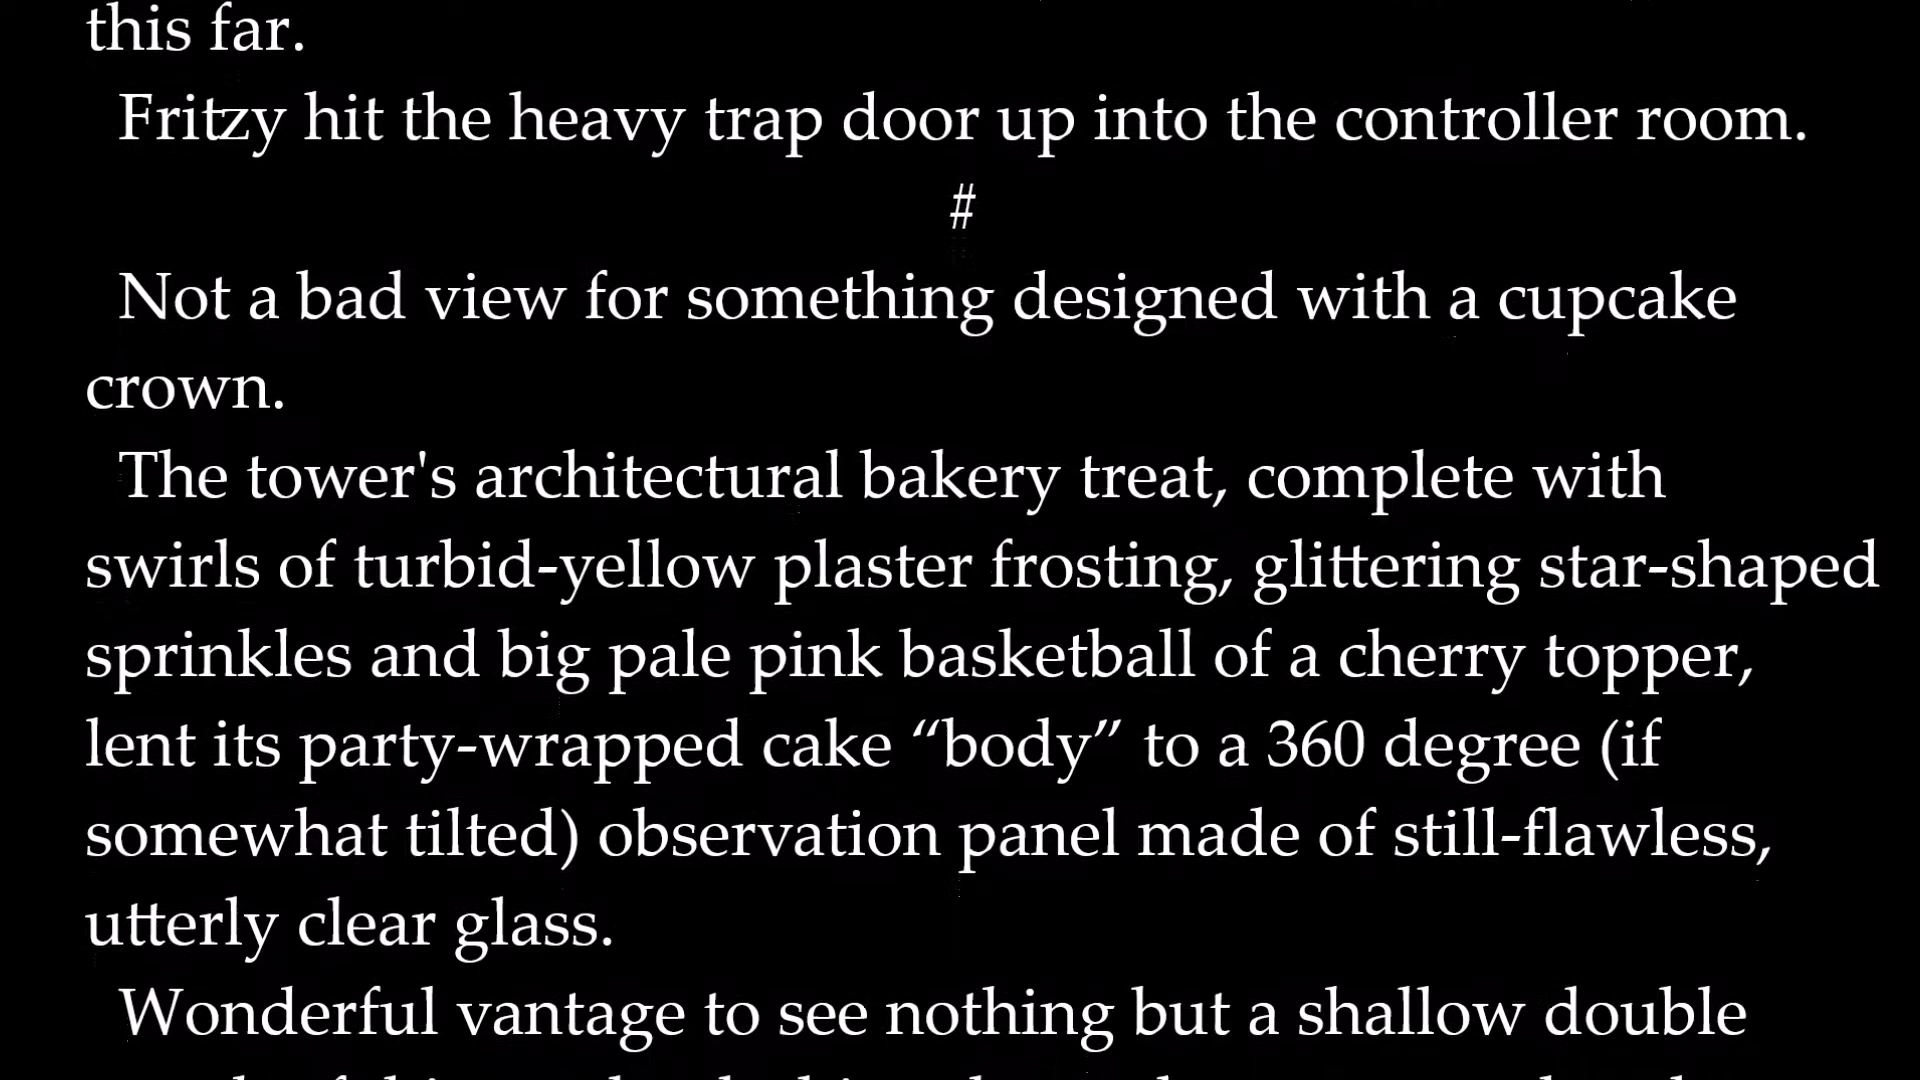 this far.
Fritzy hit the heavy trap door up into the controller room.
#
Not a bad view for something designed with a cupcake
crown.
The tower's architectural bakery treat, complete with
swirls of turbid-yellow plaster frosting, glittering star-shaped
sprinkles and big pale pink basketball of a cherry topper,
lent its party-wrapped cake “body” to a 360 degree (if
somewhat tilted) observation panel made of still-flawless,
utterly clear glass.
Wonderful vantage to see nothing but a shallow double